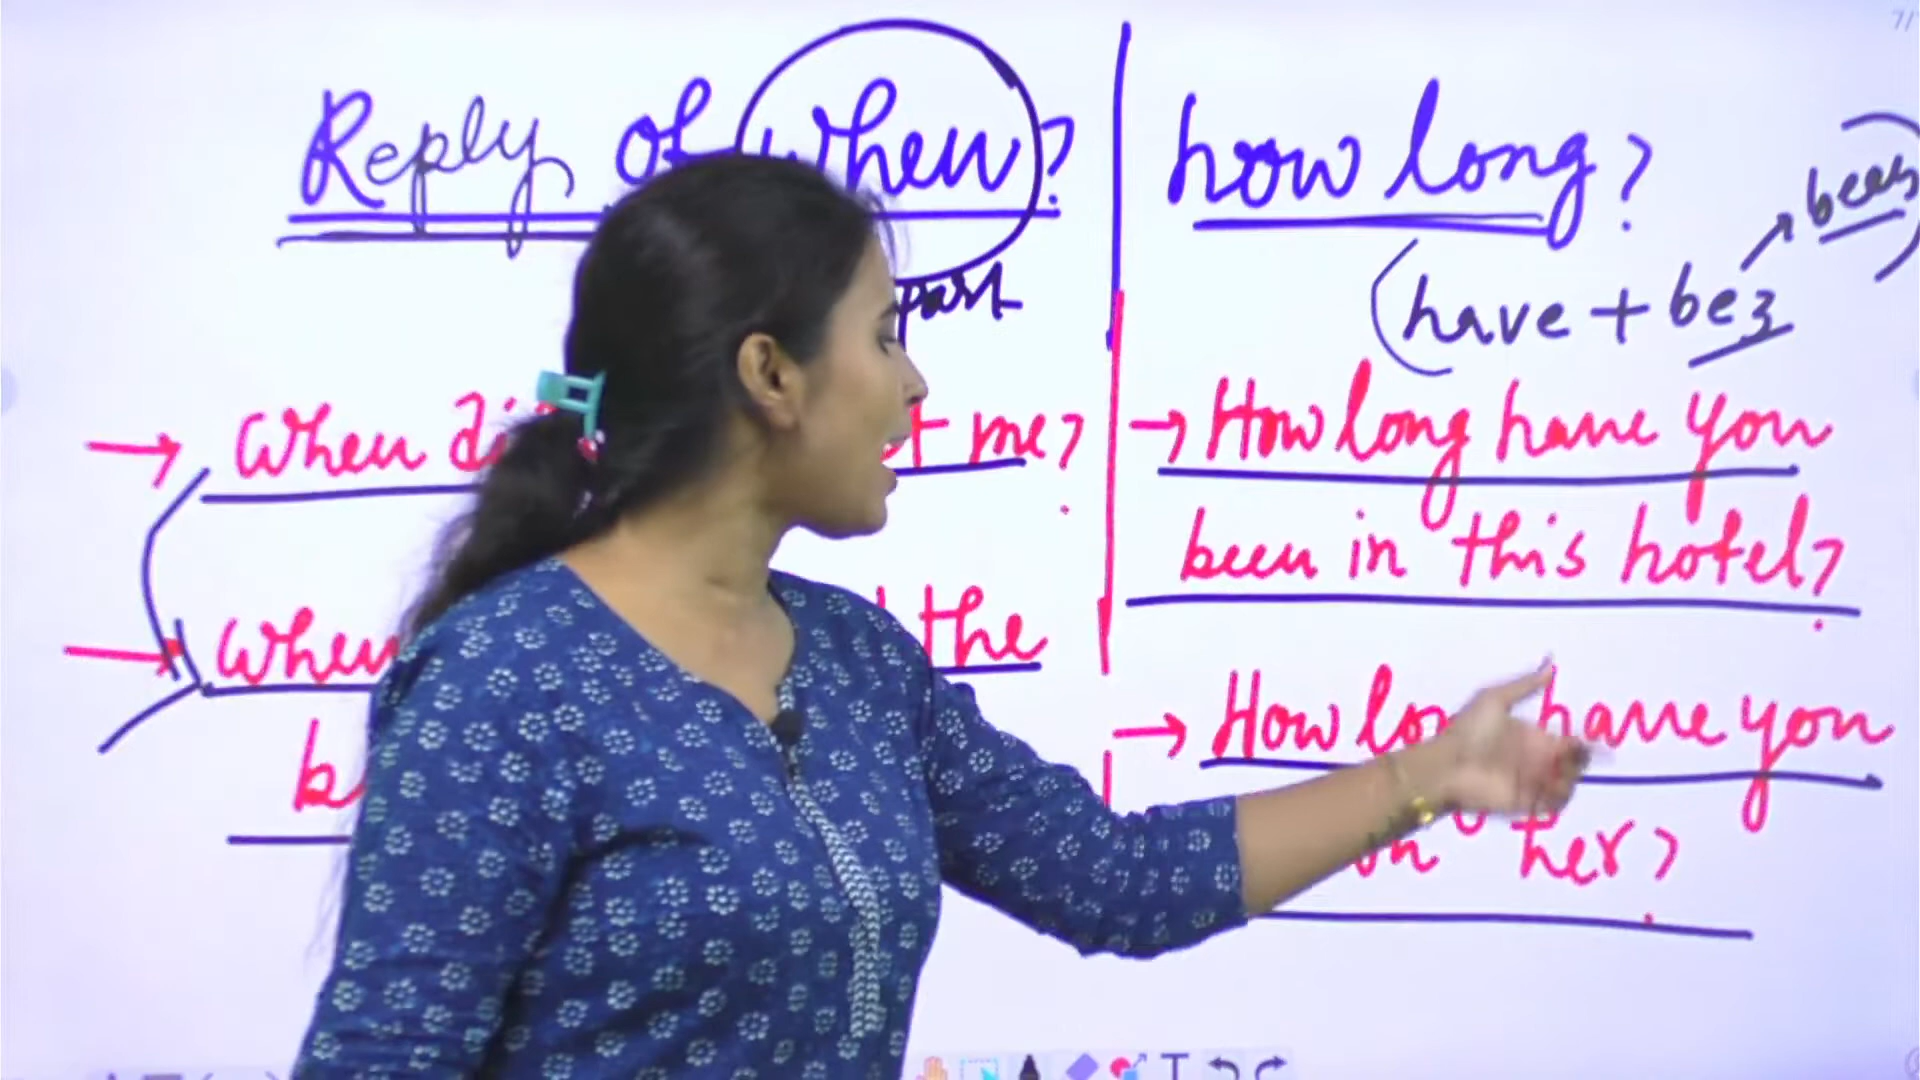 Reply of when?
past
When me?
When the
how long?
been
(have + be3
→ How long have you
been in this hotel?
→ How long have you
her?